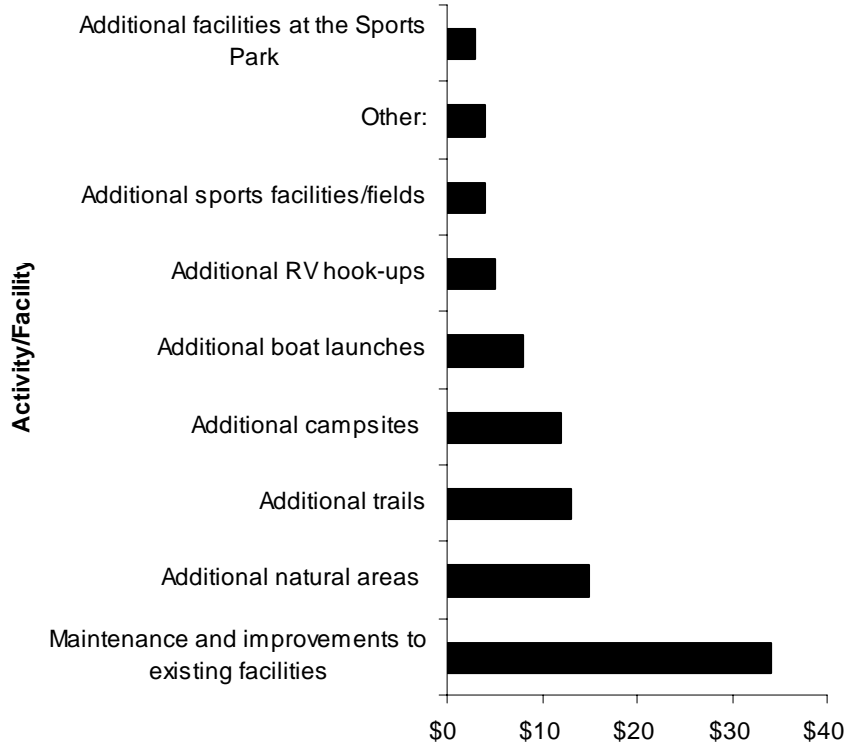 Additional facilities at the Sports
Park
Other:
Additional sports facilities/fields
Additional RV hook-ups
Additional boat launches
Additional campsites
Additional trails
Additional natural areas
Maintenance and improvements to
existing facilities
Activity/Facility
$0 $10 $20 $30 $40